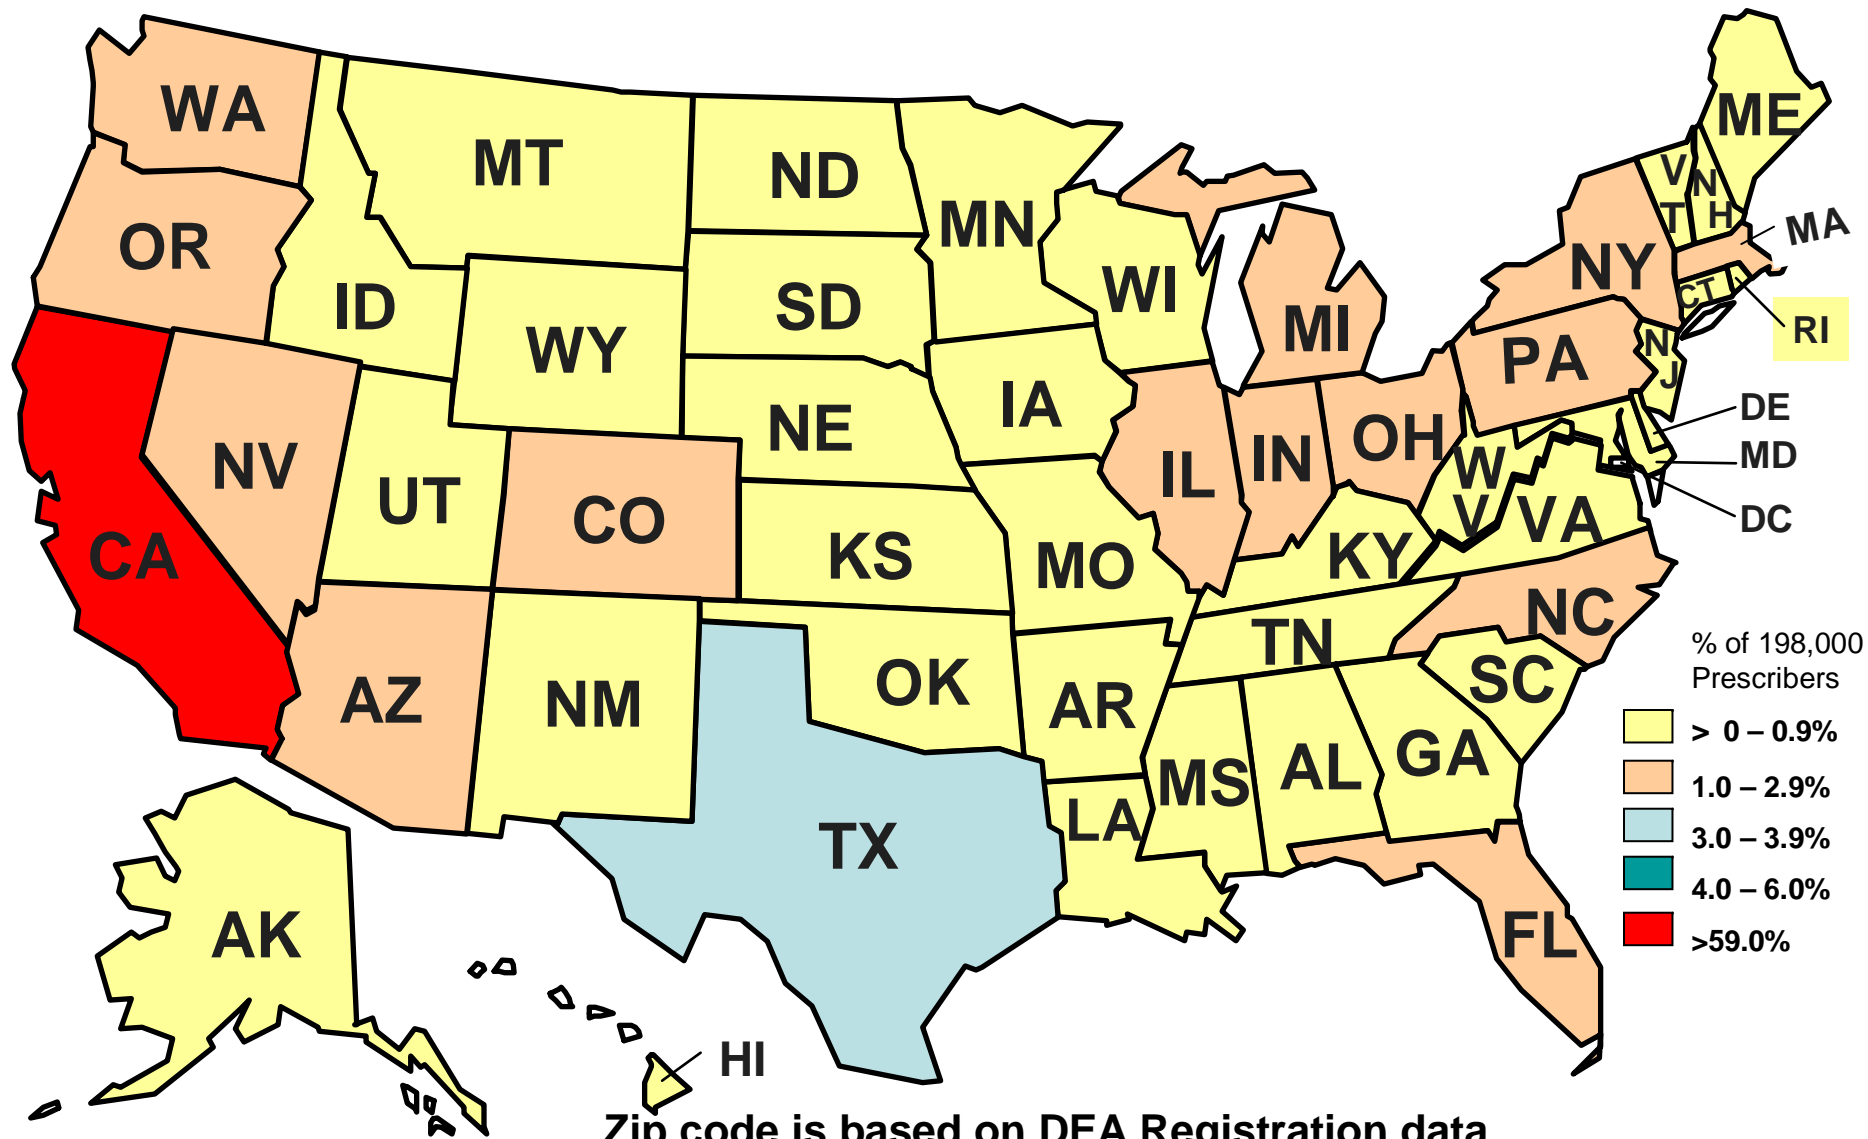 WA
MT
ND
MN
ME
V
T
N
H
MA
OR
ID
SD
WI
NY
MI
CT
RI
WY
PA
N
J
NE
IA
DE
NV
UT
CO
IL
IN
OH
W
V
MD
CA
KS
MO
KY
VA
DC
AZ
NM
OK
AR
TN
NC
SC
TX
LA
MS
AL
GA
FL
AK
HI
% of 198,000
Prescribers
> 0 – 0.9%
1.0 – 2.9%
3.0 – 3.9%
4.0 – 6.0%
>59.0%
Zip code is based on DEA Registration data